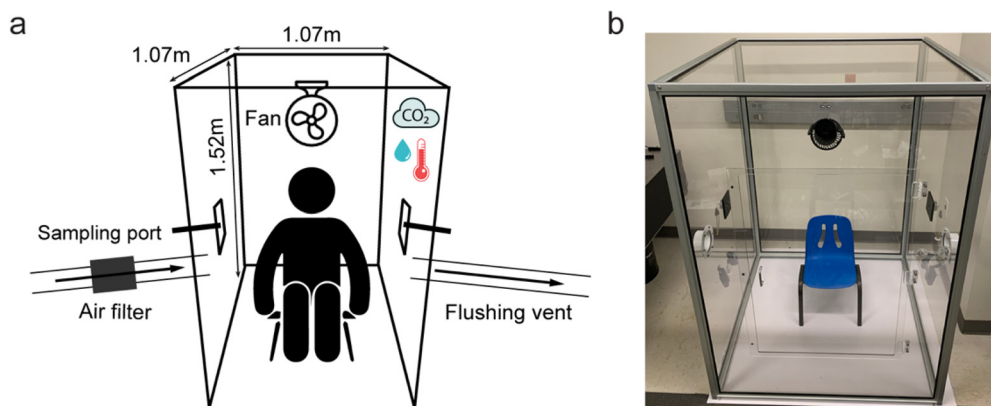 a
b
1.07m
1.07m
1.52m
Fan
CO₂
Sampling port
Air filter
Flushing vent